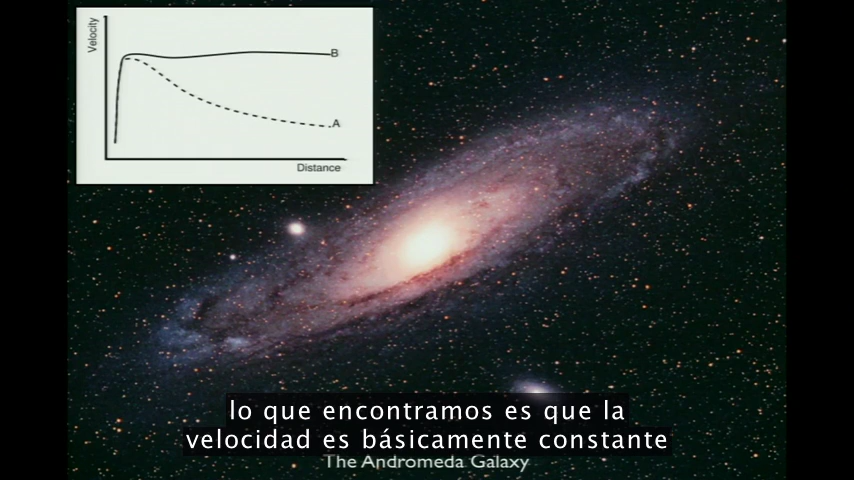 Velocity
B
A
Distance
lo que encontramos es que la
velocidad es básicamente constante
The Andromeda Galaxy